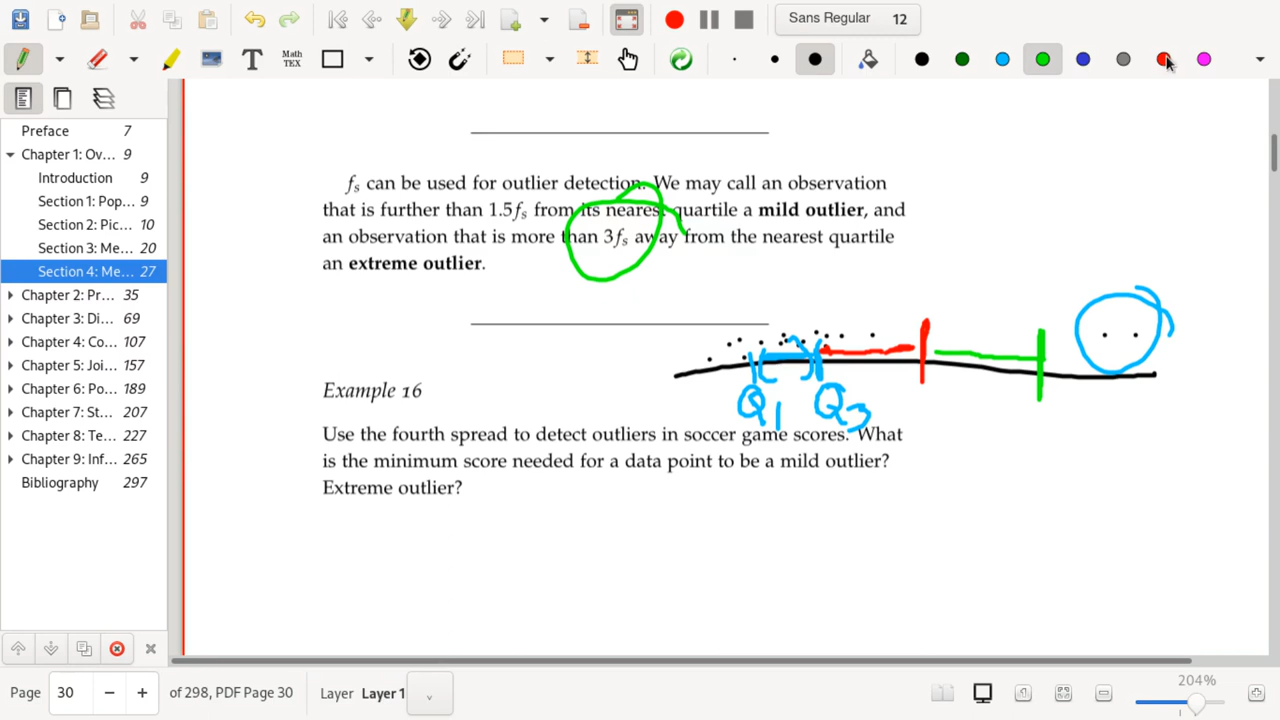 Sans Regular 12
T Math TEX
Preface 7
Chapter 1: Ov... 9
Introduction 9
Section 1: Pop... 9
Section 2: Pic... 10
Section 3: Me... 20
Section 4: Me... 27
Chapter 2: Pr... 35
Chapter 3: Di... 69
Chapter 4: Co... 107
Chapter 5: Joi... 157
Chapter 6: Po... 189
Chapter 7: St... 207
Chapter 8: Te... 227
Chapter 9: Inf... 265
Bibliography 297
fs can be used for outlier detection. We may call an observation
that is further than 1.5fs from its nearest quartile a mild outlier, and
an observation that is more than 3fs away from the nearest quartile
an extreme outlier.
Q1 Q3
Example 16
Use the fourth spread to detect outliers in soccer game scores. What
is the minimum score needed for a data point to be a mild outlier?
Extreme outlier?
Page 30 of 298, PDF Page 30 Layer Layer 1 204%